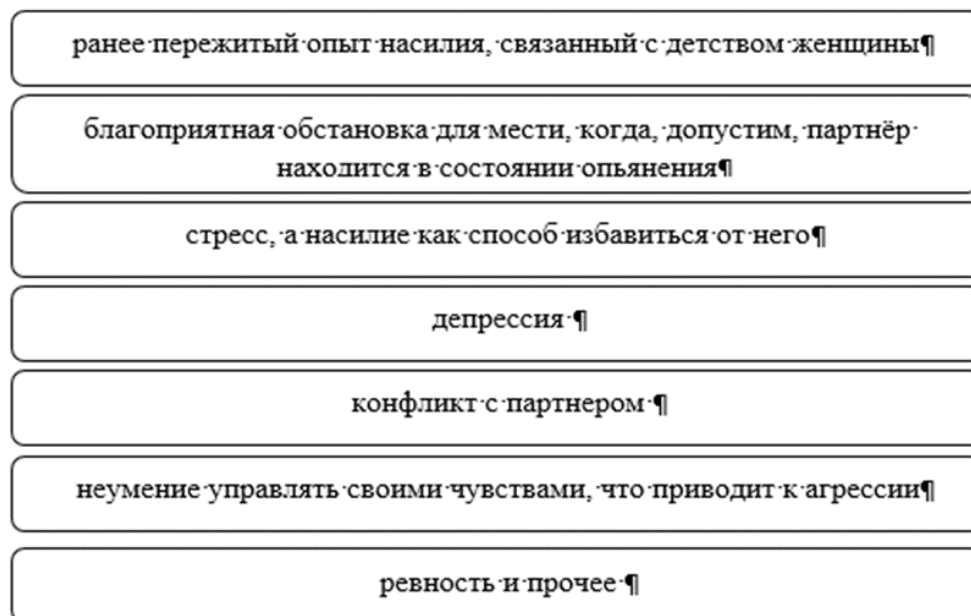 ранее пережитый опыт насилия, связанный с детством женщины¶
благоприятная обстановка для мести, когда, допустим, партнёр
находится в состоянии опьянения¶
стресс, а насилие как способ избавиться от него¶
депрессия ¶
конфликт с партнером ¶
неумение управлять своими чувствами, что приводит к агрессии¶
ревность и прочее ¶